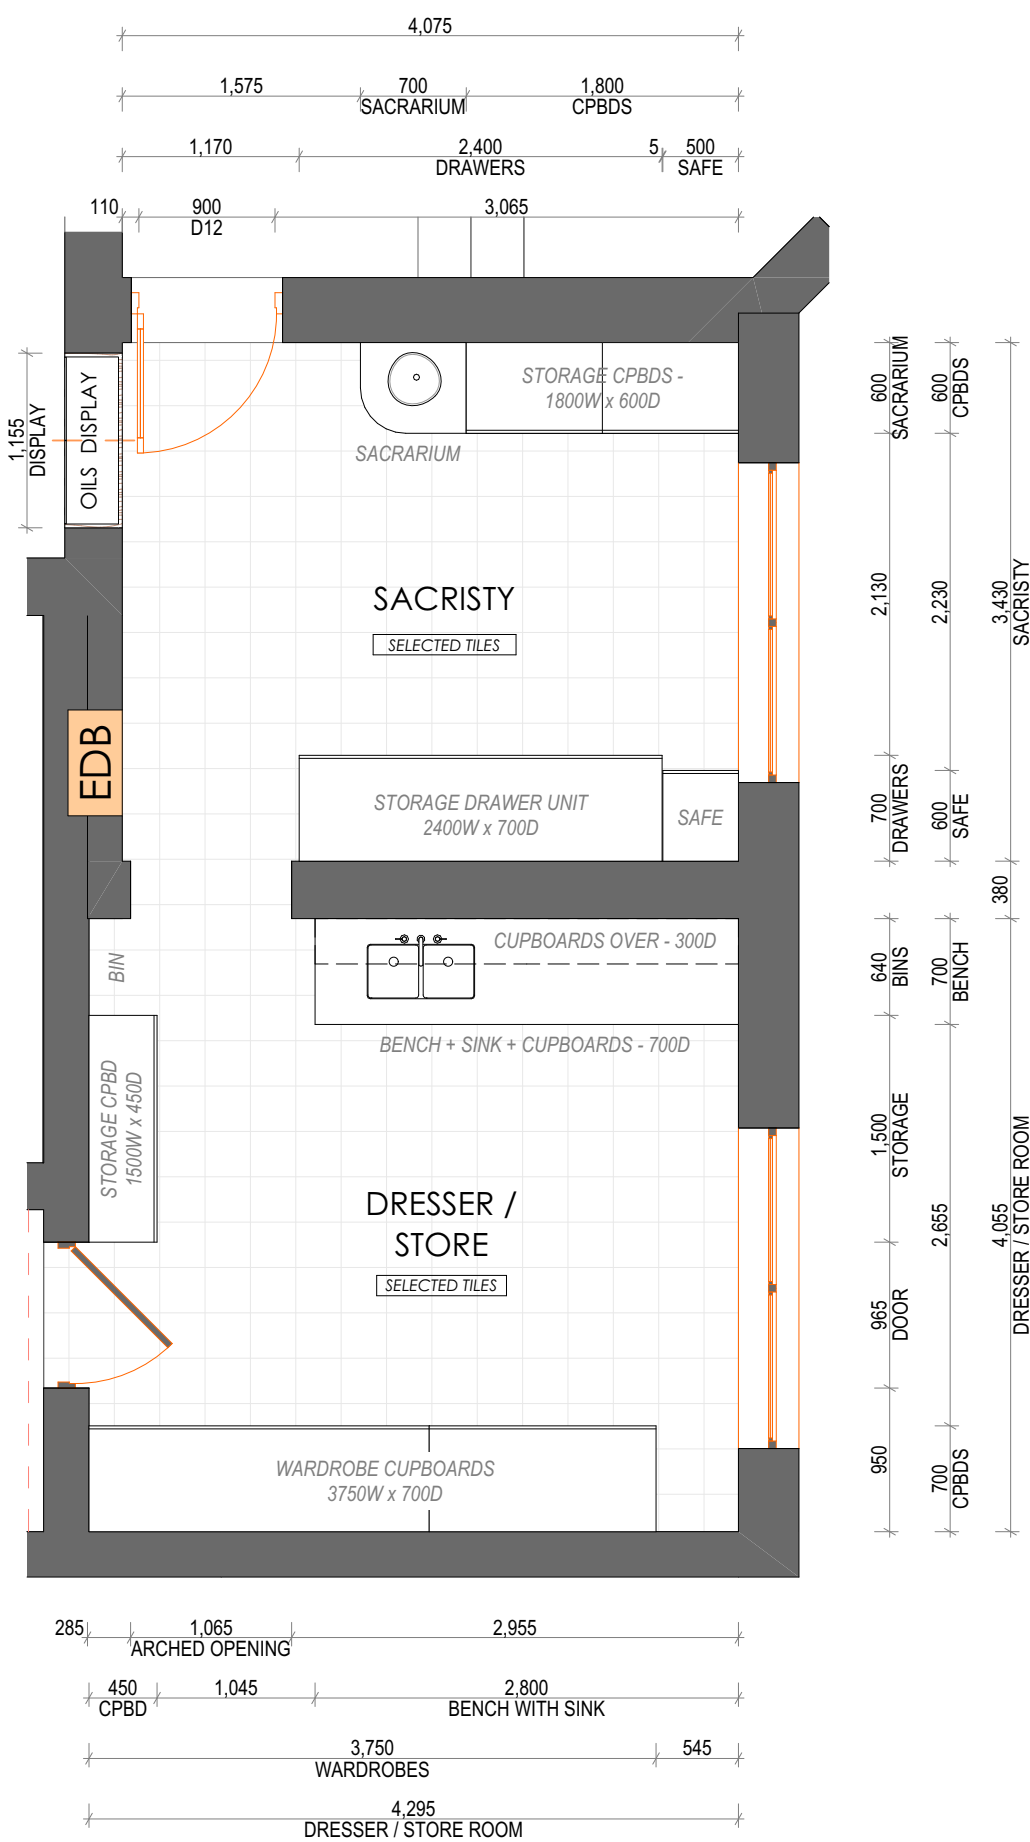 4,075
1,575 700 1,800
SACRARIUM CPBDS
1,170 2,400 5 500
DRAWERS SAFE
110 900 3,065
D12
1,155
DISPLAY
OILS DISPLAY
STORAGE CPBDS -
1800W x 600D
SACRARIUM
600
SACRARIUM
600
CPBDS
SACRISTY
SELECTED TILES
2,130
2,230
3,430
SACRISTY
EDB
STORAGE DRAWER UNIT
2400W x 700D
SAFE
700
DRAWERS
600
SAFE
380
BIN
CUPBOARDS OVER - 300D
640
BINS
700
BENCH
BENCH + SINK + CUPBOARDS - 700D
STORAGE CPBD
1500W x 450D
1,500
STORAGE
DRESSER /
STORE
SELECTED TILES
2,655
4,055
DRESSER / STORE ROOM
965
DOOR
WARDROBE CUPBOARDS
3750W x 700D
950
700
CPBDS
285 1,065 2,955
ARCHED OPENING
450 1,045 2,800
CPBD BENCH WITH SINK
3,750 545
WARDROBES
4,295
DRESSER / STORE ROOM